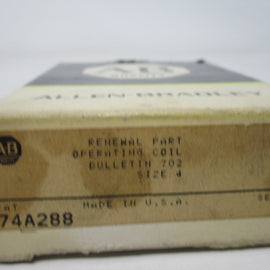 ALLEN-BRADLEY
AB
RENEWAL PART
OPERATING COIL
BULLETIN 702
SIZE 4
MADE IN U.S.A.
74A288